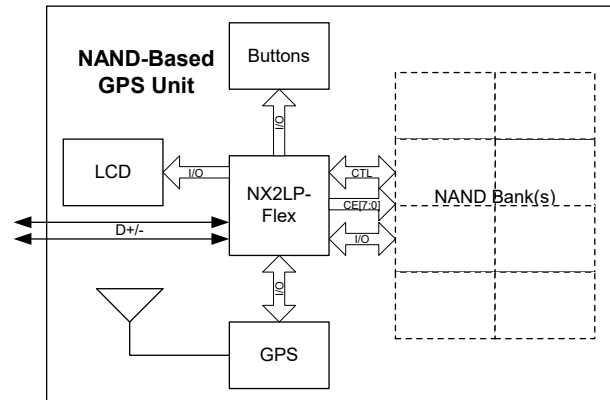 NAND-Based
GPS Unit
Buttons
I/O
LCD
I/O
NX2LP-
Flex
CTL
CE[7:0]
I/O
NAND Bank(s)
D+/-
I/O
GPS